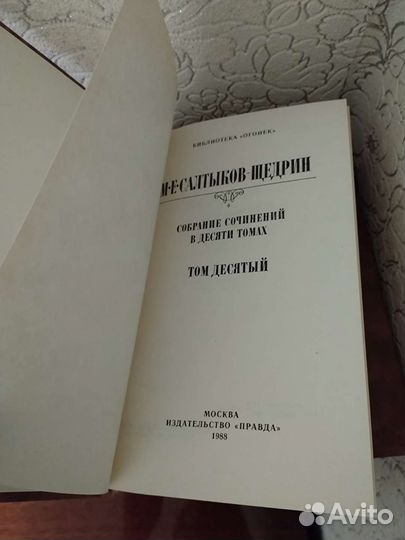 БИБЛИОТЕКА «ОГОНЕК»
М·Е·САЛТЫКОВ-ЩЕДРИН
СОБРАНИЕ СОЧИНЕНИЙ
В ДЕСЯТИ ТОМАХ
ТОМ ДЕСЯТЫЙ
МОСКВА
ИЗДАТЕЛЬСТВО «ПРАВДА»
1988
Avito